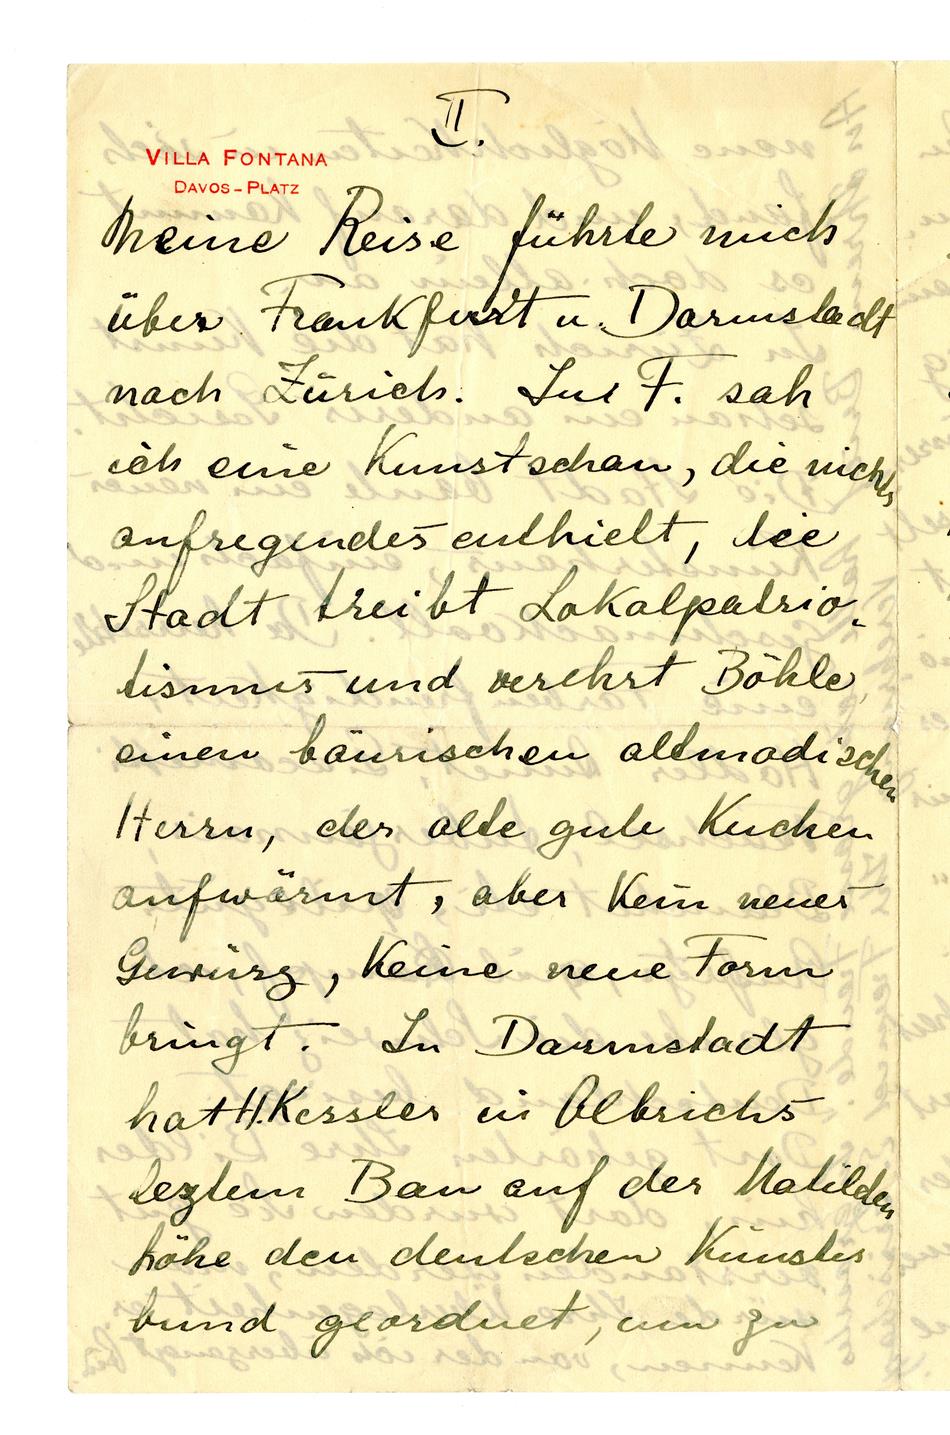 II.
VILLA FONTANA
DAVOS-PLATZ
Meine Reise führte mich
über Frankfurt u. Darmstadt
nach Zürich. In F. sah
ich eine Kunstschau, die nichts
aufregendes enthielt, die
Stadt treibt Lokalpatrio-
tismus und verehrt Böhle
einen bäurischen altmodischen
Herrn, der alte gute Kuchen
aufwärmt, aber kein neues
Gewürz, keine neue Form
bringt. In Darmstadt
hat H. Kessler in Olbrichs
leztem Bau auf der Matilden
höhe den deutschen Künstler
bund geordnet, um zu